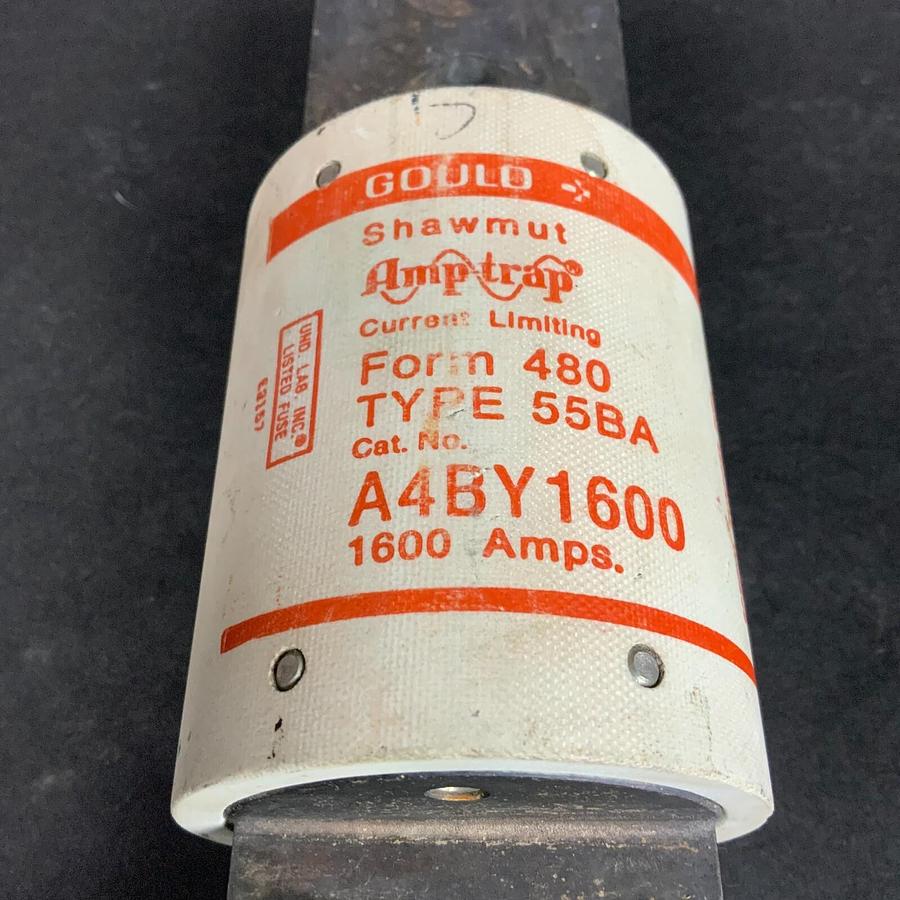 GOULD
Shawmut
Amp-trap®
Current Limiting
Form 480
TYPE 55BA
Cat. No.
A4BY1600
1600 Amps.
UND. LAB. INC.®
LISTED FUSE